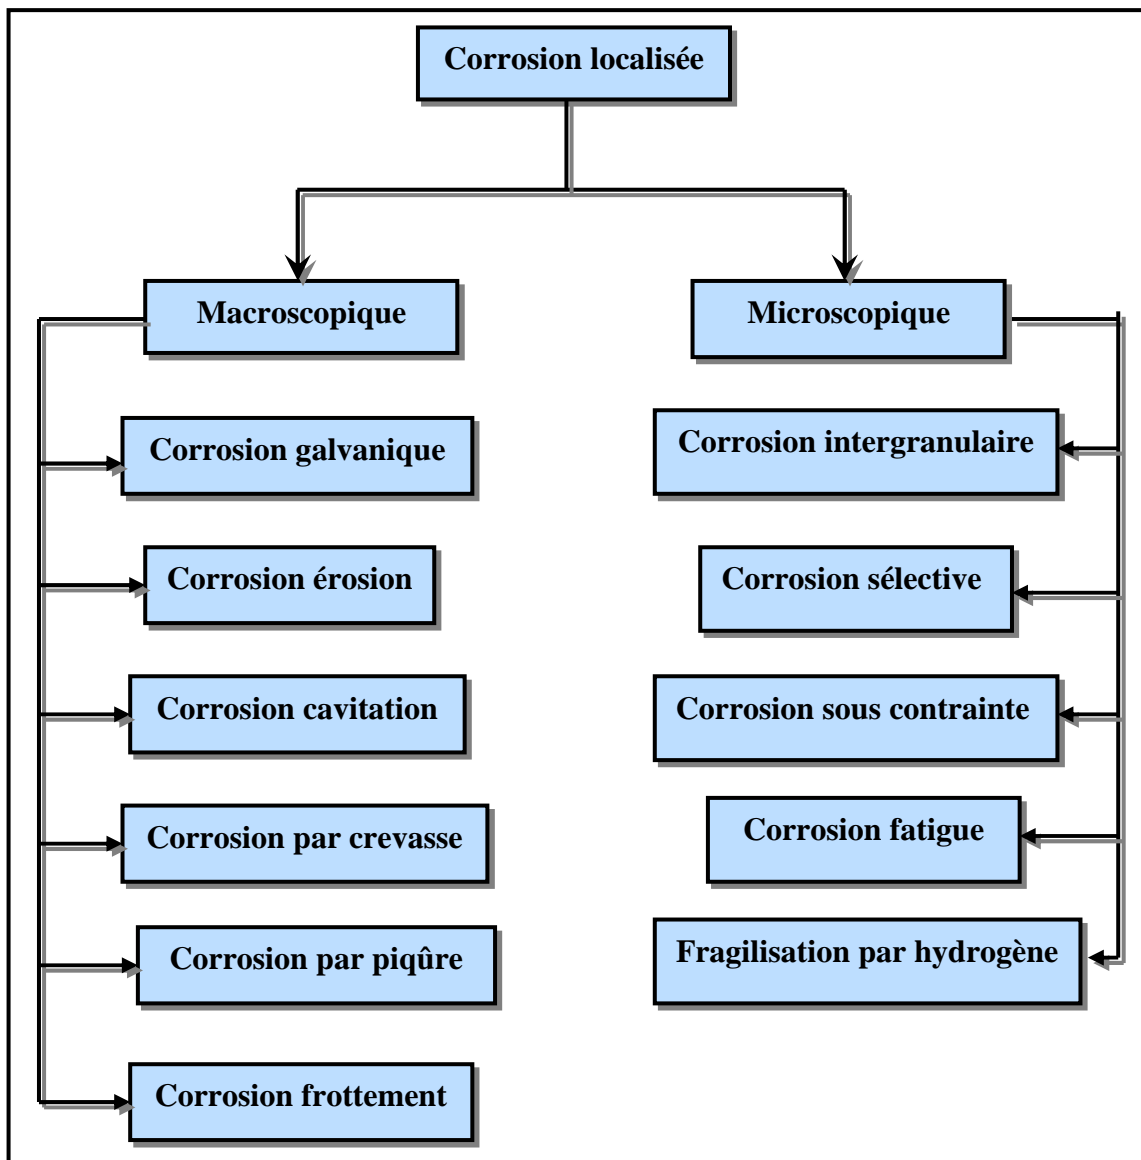 Corrosion localisée
Macroscopique
Corrosion galvanique
Corrosion érosion
Corrosion cavitation
Corrosion par crevasse
Corrosion par piqûre
Corrosion frottement
Microscopique
Corrosion intergranulaire
Corrosion sélective
Corrosion sous contrainte
Corrosion fatigue
Fragilisation par hydrogène